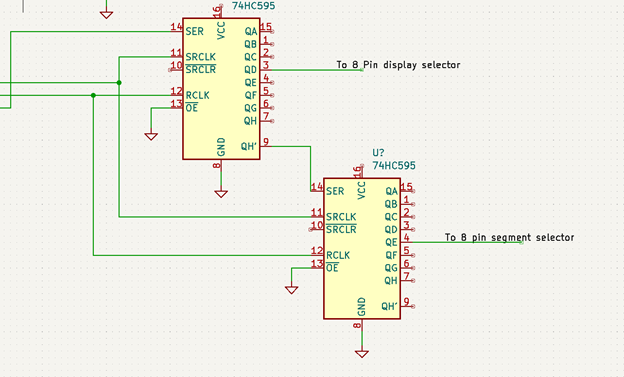 74HC595
16
VCC
14 SER QA 15
QB 1
11 SRCLK QC 2
10 SRCLR QD 3 To 8 Pin display selector
QE 4
12 RCLK QF 5
13 OE QG 6
QH 7
GND QH' 9
8
U?
74HC595
16
VCC
14 SER QA 15
QB 1
11 SRCLK QC 2
10 SRCLR QD 3
QE 4 To 8 pin segment selector
12 RCLK QF 5
13 OE QG 6
QH 7
GND QH' 9
8